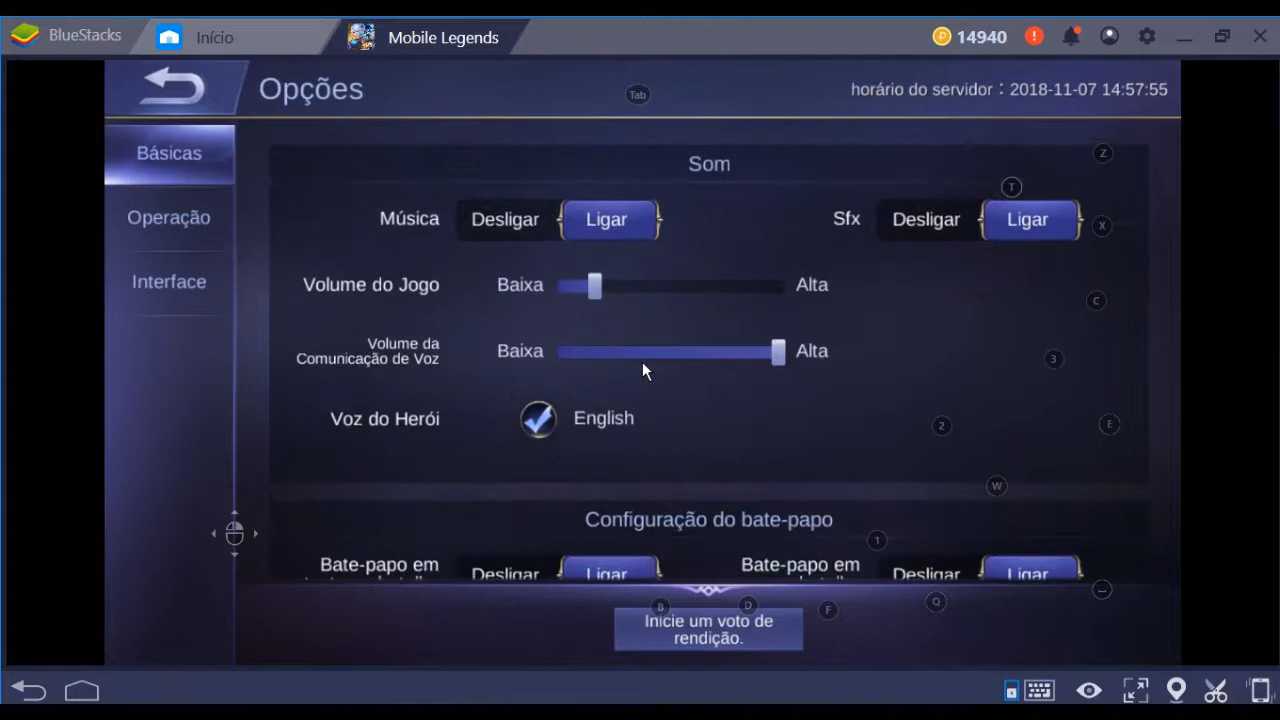 BlueStacks
Início
Mobile Legends
P 14940
Opções
Tab
horário do servidor : 2018-11-07 14:57:55
Básicas
Operação
Interface
Som
Z
T
Música Desligar Ligar
Sfx Desligar Ligar
X
Volume do Jogo Baixa Alta
C
Volume da
Comunicação de Voz
Baixa Alta
3
Voz do Herói English
2
E
W
Configuração do bate-papo
1
Bate-papo em
Desligar Ligar
Bate-papo em
Desligar Ligar
B D F Q
Inicie um voto de
rendição.